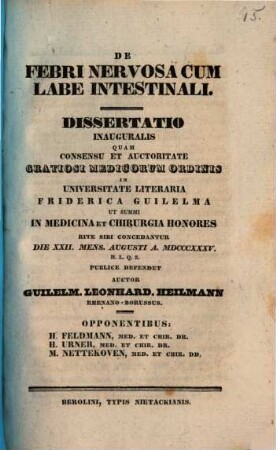 15.
DE
FEBRI NERVOSA CUM
LABE INTESTINALI.
DISSERTATIO
INAUGURALIS
QUAM
CONSENSU ET AUCTORITATE
GRATIOSI MEDICORUM ORDINIS
IN
UNIVERSITATE LITERARIA
FRIDERICA GUILELMA
UT SUMMI
IN MEDICINA ET CHIRURGIA HONORES
RITE SIBI CONCEDANTUR
DIE XXII. MENS. AUGUSTI A. MDCCCXXXV.
H. L. Q. S.
PUBLICE DEFENDET
AUCTOR
GUILELM. LEONHARD. HEILMANN
RHENANO-BORUSSUS.
OPPONENTIBUS:
H. FELDMANN, MED. ET CHIR. DR.
H. URNER, MED. ET CHIR. DR.
M. NETTEKOVEN, MED. ET CHIR. DD.
BEROLINI, TYPIS NIETACKIANIS.